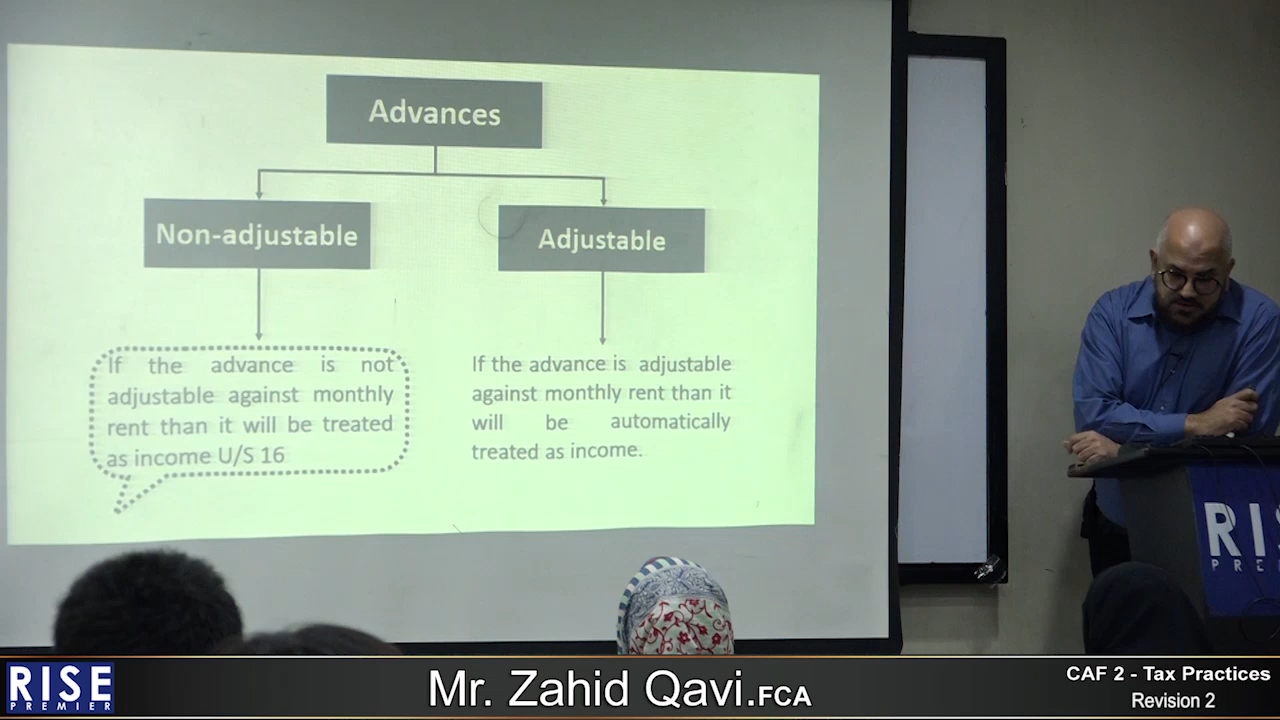 Advances
Non-adjustable
Adjustable
If the advance is not
adjustable against monthly
rent than it will be treated
as income U/S 16
If the advance is adjustable
against monthly rent than it
will be automatically
treated as income.
RI
PRE
RISE
PREMIER
Mr. Zahid Qavi.FCA
CAF 2 - Tax Practices
Revision 2